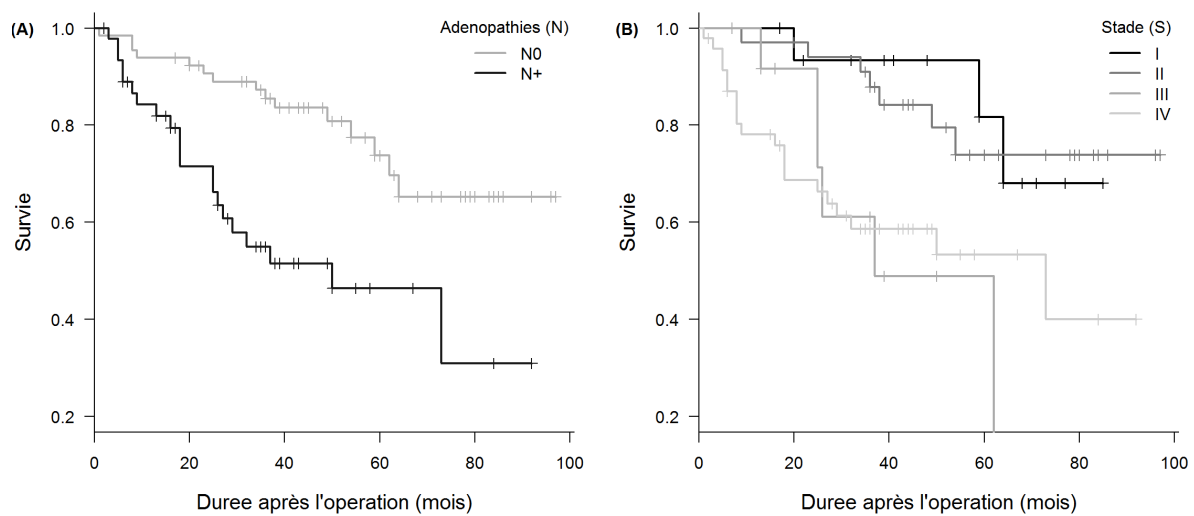 (A)
Adenopathies (N)
N0
N+
1.0
0.8
0.6
0.4
0.2
Survie
0 20 40 60 80 100
Duree après l'operation (mois)
(B)
Stade (S)
I
II
III
IV
1.0
0.8
0.6
0.4
0.2
Survie
0 20 40 60 80 100
Duree après l'operation (mois)